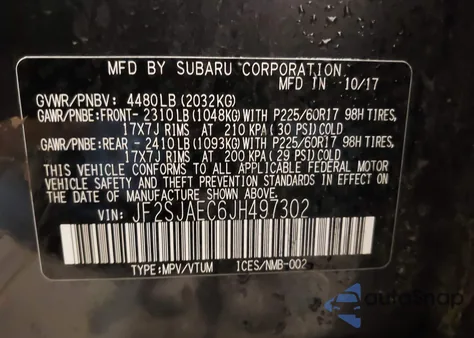 MFD BY SUBARU CORPORATION
MFD IN 10/17
GVWR/PNBV: 4480LB (2032KG)
GAWR/PNBE:FRONT- 2310 LB (1048KG)WITH P225/60R17 98H TIRES,
17X7J RIMS AT 210 KPA ( 30 PSI)COLD
GAWR/PNBE:REAR - 2410LB (1093KG)WITH P225/60R17 98H TIRES,
17X7J RIMS AT 200 KPA (29 PSI)COLD
THIS VEHICLE CONFORMS TO ALL APPLICABLE FEDERAL MOTOR
VEHICLE SAFETY AND THEFT PREVENTION STANDARDS IN EFFECT ON
THE DATE OF MANUFACTURE SHOWN ABOVE.
VIN: JF2SJAEC6JH497302
TYPE:MPV/VTUM ICES/NMB-002
autoSnap